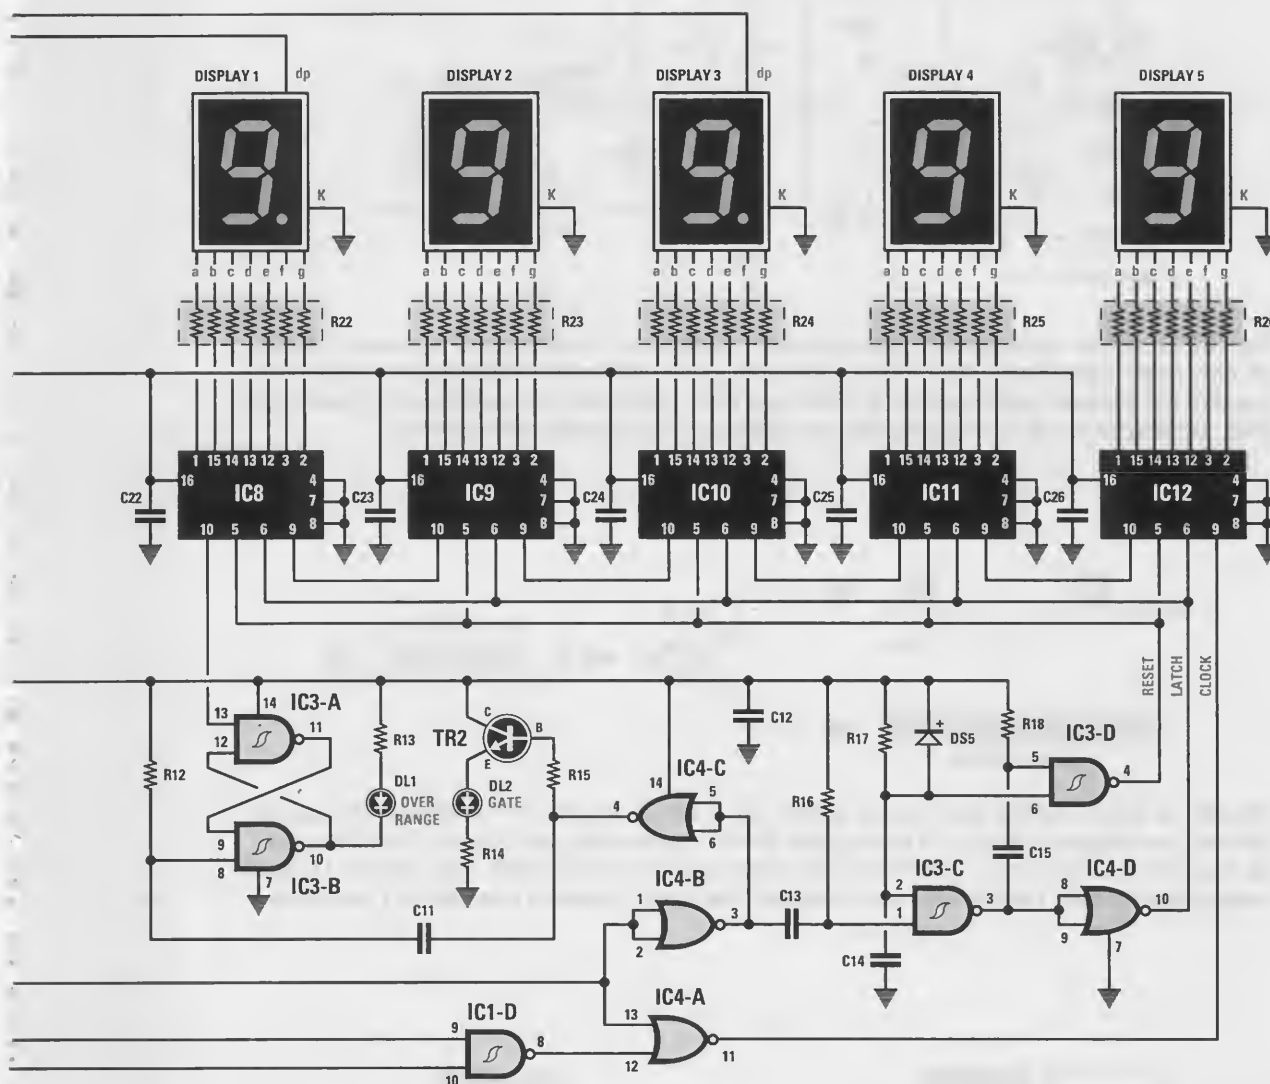 DISPLAY 1 dp DISPLAY 2 DISPLAY 3 dp DISPLAY 4 DISPLAY 5
K K K K K
a b c d e f g a b c d e f g a b c d e f g a b c d e f g a b c d e f g
R22 R23 R24 R25
1 15 14 13 12 3 2 1 15 14 13 12 3 2 1 15 14 13 12 3 2 1 15 14 13 12 3 2 1 15 14 13 12 3 2
C22 16 IC8 4 7 8 C23 16 IC9 4 7 8 C24 16 IC10 4 7 8 C25 16 IC11 4 7 8 C26 16 IC12 4 7 8
10 5 6 9 10 5 6 9 10 5 6 9 10 5 6 9 10 5 6 9
RESET LATCH CLOCK
13 14 IC3-A 11
12
R12
9 IC3-B 10
8 7
R13
DL1 OVER
RANGE
C TR2 B
E
DL2
GATE
R14
R15
C11
14 IC4-C 5
4 6
C12
R16
R17
DS5 +
R18
IC3-D
5 4
6
C15
IC4-B
1 3
2
C13
IC3-C
2 3
1
C14
IC4-D
8 10
9 7
IC1-D
9 8
10
IC4-A
13 11
12